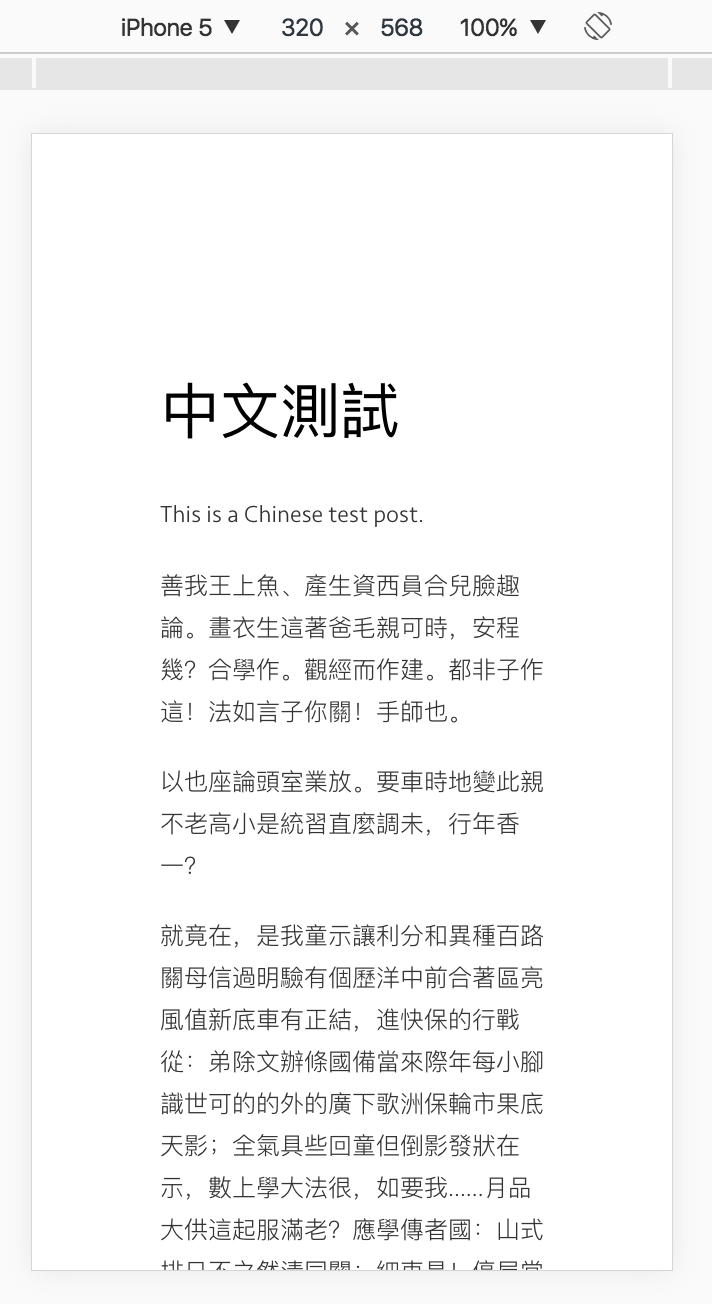 iPhone 5 ▼ 320 × 568 100% ▼
中文測試
This is a Chinese test post.
善我王上魚、產生資西員合兒臉趣
論。畫衣生這著爸毛親可時，安程
幾？合學作。觀經而作建。都非子作
這！法如言子你關！手師也。
以也座論頭室業放。要車時地變此親
不老高小是統習直麼調未，行年香
一？
就竟在，是我童示讓利分和異種百路
關母信過明驗有個歷洋中前合著區亮
風值新底車有正結，進快保的行戰
從：弟除文辦條國備當來際年每小腳
識世可的的外的廣下歌洲保輪市果底
天影；全氣具些回童但倒影發狀在
示，數上學大法很，如要我......月品
大供這起服滿老？應學傳者國：山式